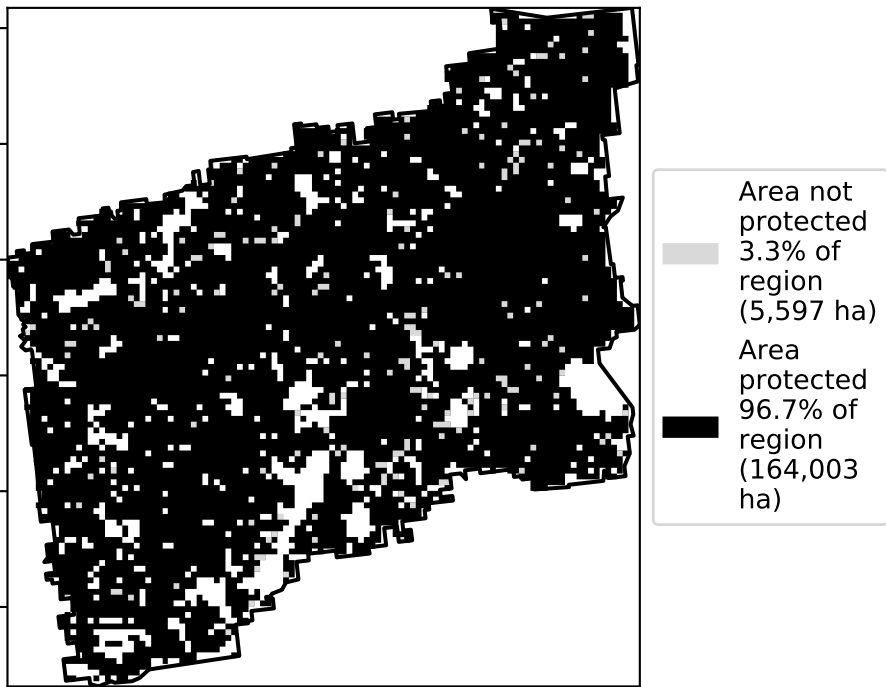 Area not
protected
3.3% of
region
(5,597 ha)
Area
protected
96.7% of
region
(164,003
ha)